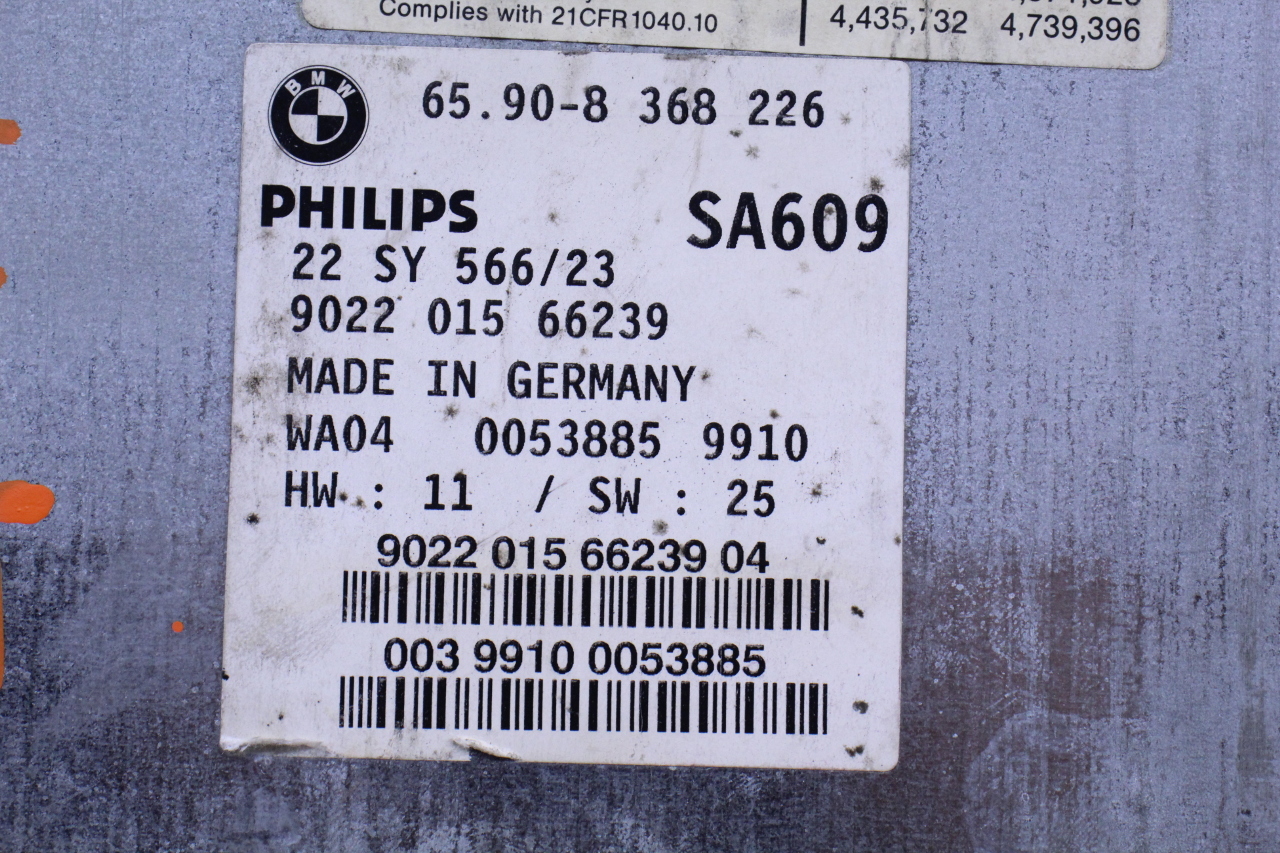 Complies with 21CFR1040.10
4,435,732 4,739,396
BMW
65.90-8 368 226
PHILIPS SA609
22 SY 566/23
9022 015 66239
MADE IN GERMANY
WA04 0053885 9910
HW.: 11 / SW : 25
9022 015 66239 04
003 9910 0053885